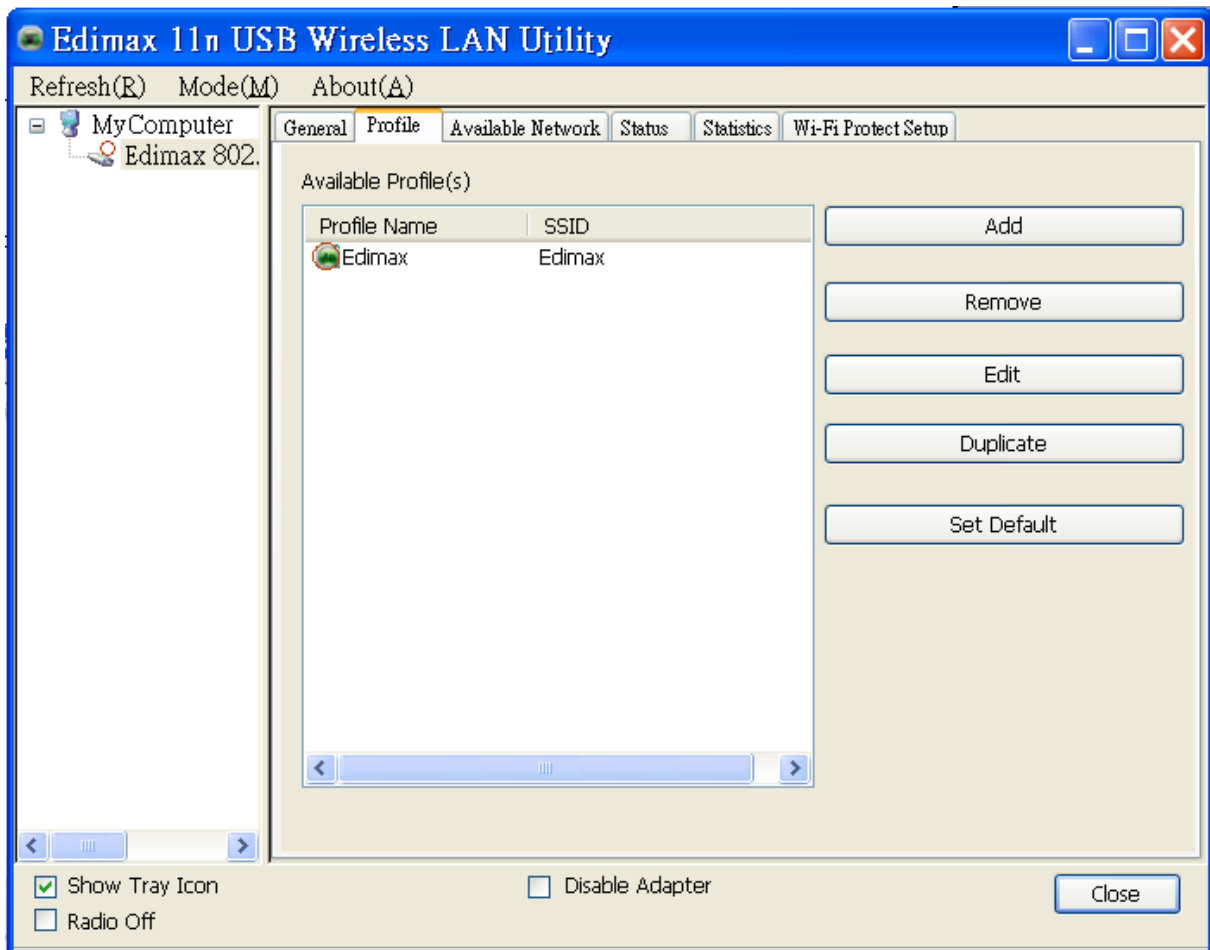 Edimax 11n USB Wireless LAN Utility
Refresh(R) Mode(M) About(A)
MyComputer
Edimax 802.
General Profile Available Network Status Statistics Wi-Fi Protect Setup
Available Profile(s)
Profile Name SSID
Edimax Edimax
Add
Remove
Edit
Duplicate
Set Default
Show Tray Icon
Radio Off
Disable Adapter
Close